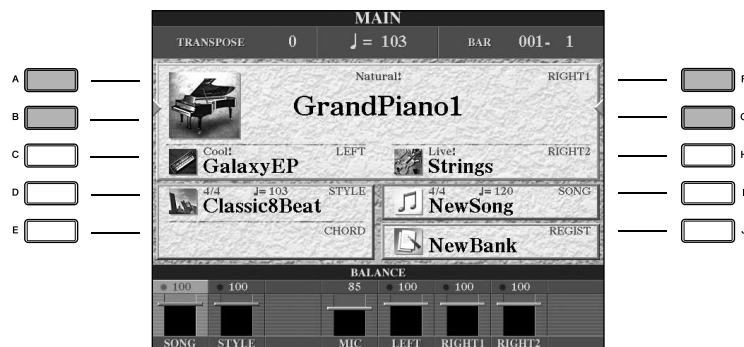 MAIN
TRANSPOSE 0 ♩= 103 BAR 001- 1
A
Natural! RIGHT1
GrandPiano1
B
C
Cool! LEFT Live! RIGHT2
GalaxyEP Strings
H
D
4/4 ♩=103 STYLE 4/4 ♩=120 SONG
Classic8Beat NewSong
E
CHORD REGIST
NewBank
BALANCE
100 100 85 100 100 100
SONG STYLE MIC LEFT RIGHT1 RIGHT2